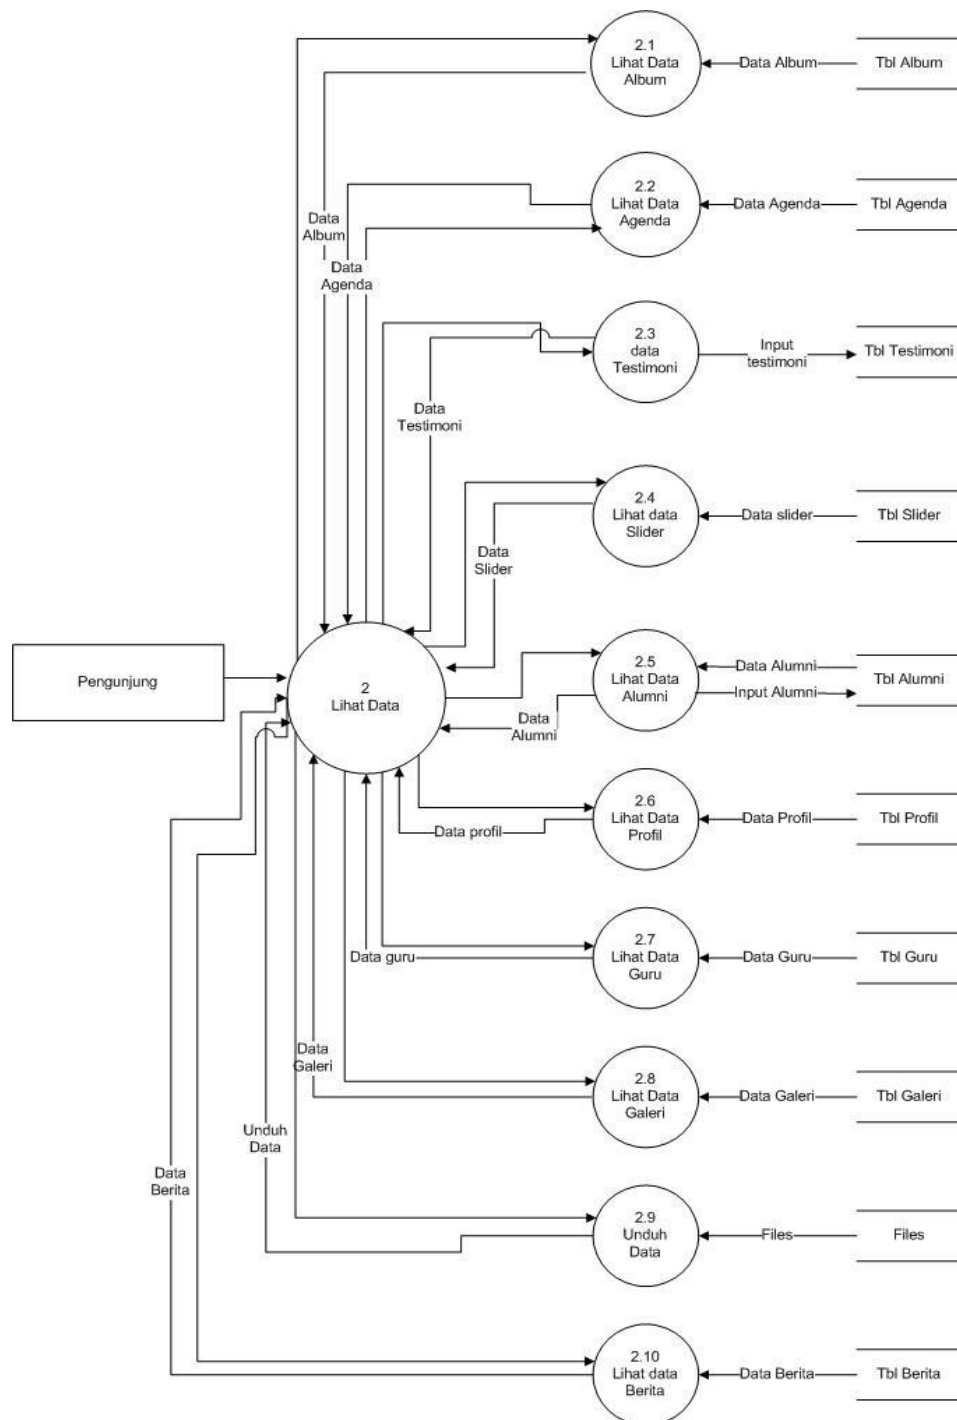 2.1
Lihat Data
Album
Data Album
Tbl Album
2.2
Lihat Data
Agenda
Data Agenda
Tbl Agenda
Data
Album
Data
Agenda
2.3
data
Testimoni
Input
testimoni
Tbl Testimoni
Data
Testimoni
2.4
Lihat data
Slider
Data slider
Tbl Slider
Data
Slider
Pengunjung
2
Lihat Data
2.5
Lihat Data
Alumni
Data Alumni
Input Alumni
Tbl Alumni
Data
Alumni
2.6
Lihat Data
Profil
Data Profil
Tbl Profil
Data profil
2.7
Lihat Data
Guru
Data Guru
Tbl Guru
Data guru
Data
Galeri
2.8
Lihat Data
Galeri
Data Galeri
Tbl Galeri
Unduh
Data
Data
Berita
2.9
Unduh
Data
Files
Files
2.10
Lihat data
Berita
Data Berita
Tbl Berita